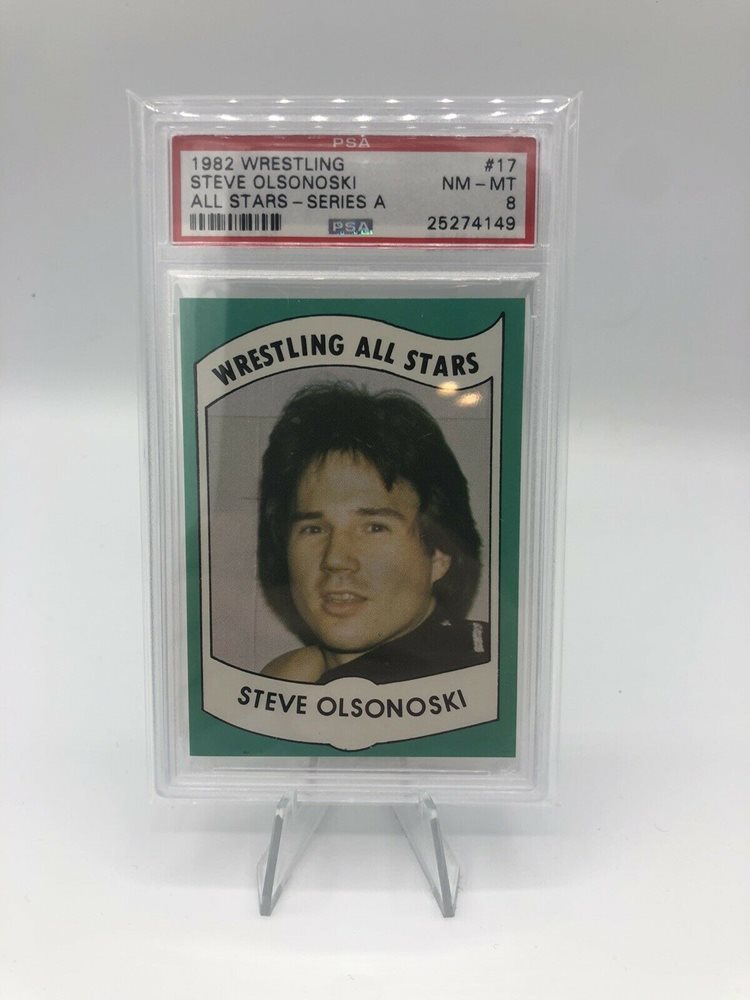 PSA
1982 WRESTLING #17
STEVE OLSONOSKI NM - MT
ALL STARS - SERIES A 8
PSA 25274149
WRESTLING ALL STARS
STEVE OLSONOSKI